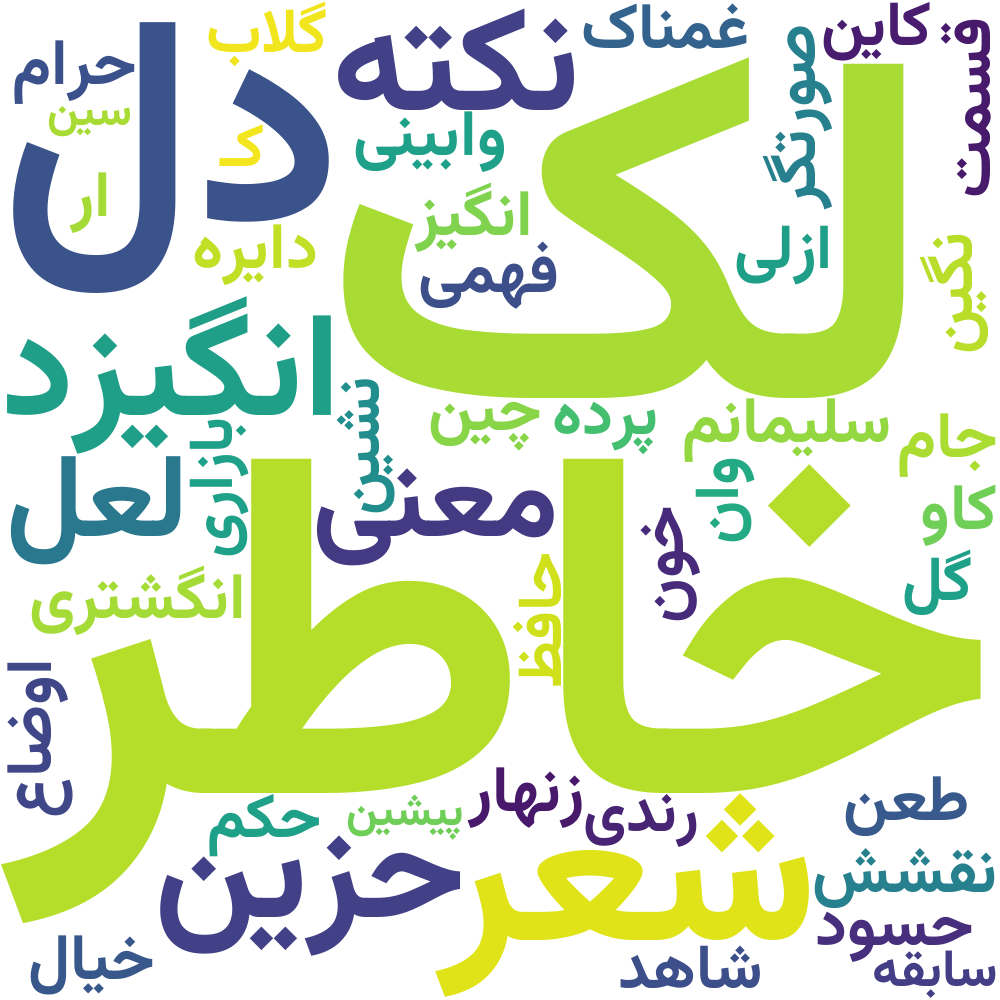 گلاب
نکته
غمناک
صورتگر
کاین
قسمت
حرام
دل
سین
ک
وابینی
لک
ار
انگیز
دایره
فهمی
ازلی
نگین
انگیزد
نشین
چین
پرده
سلیمانم
جام
بازاری
لعل
معنی
وان
کاو
خون
خاطر
گل
حافظ
انگشتری
اوضاع
زنهار
رندی
طعن
حکم
پیشین
شعر
حزین
نقشش
حسود
خیال
شاهد
سابقه